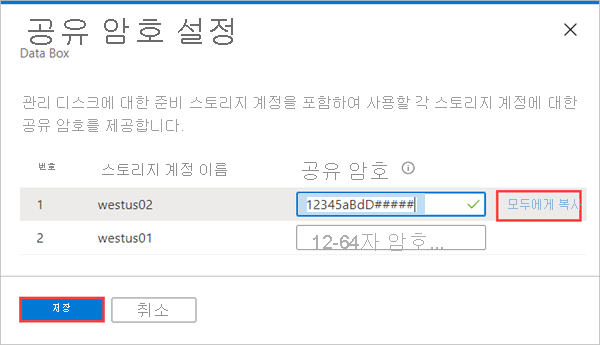 공유 암호 설정
Data Box
관리 디스크에 대한 준비 스토리지 계정을 포함하여 사용할 각 스토리지 계정에 대한
공유 암호를 제공합니다.
번호 스토리지 계정 이름 공유 암호
1 westus02 12345aBdD##### 모두에게 복사
2 westus01 12-64자 암호...
저장 취소